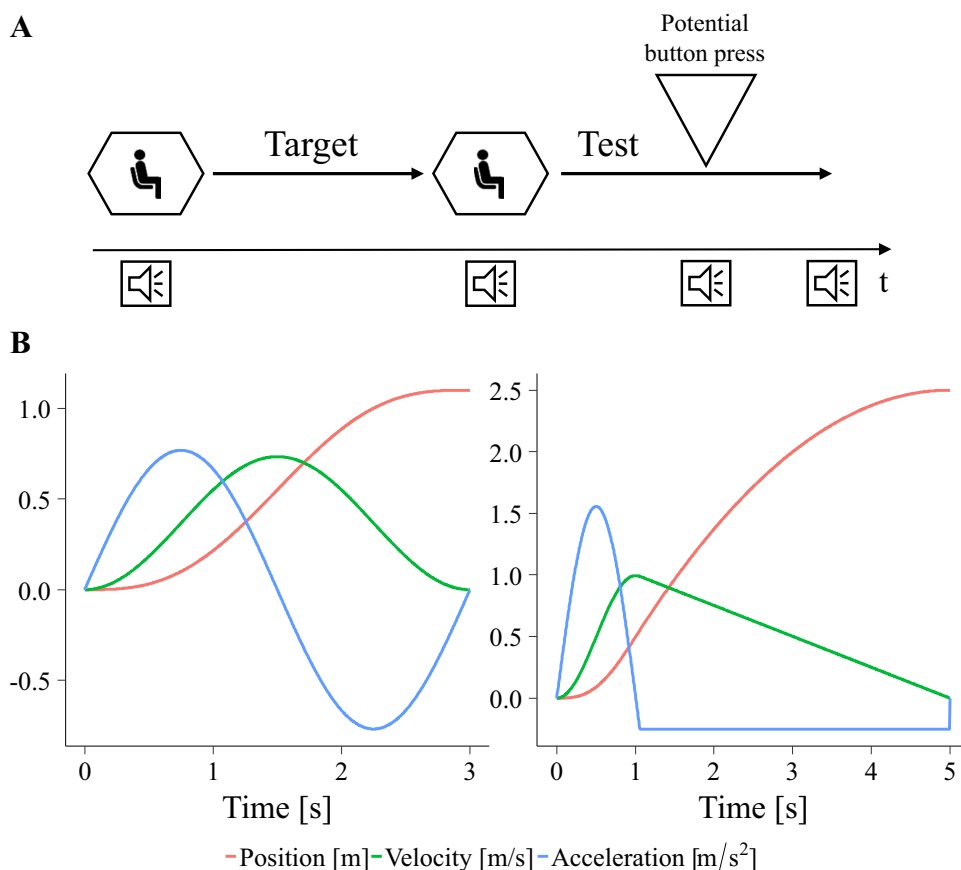 A
Potential
button press
Target
Test
t
B
1.0
0.5
0.0
-0.5
0 1 2 3
Time [s]
2.5
2.0
1.5
1.0
0.5
0.0
0 1 2 3 4 5
Time [s]
Position [m] Velocity [m/s] Acceleration [m/s²]